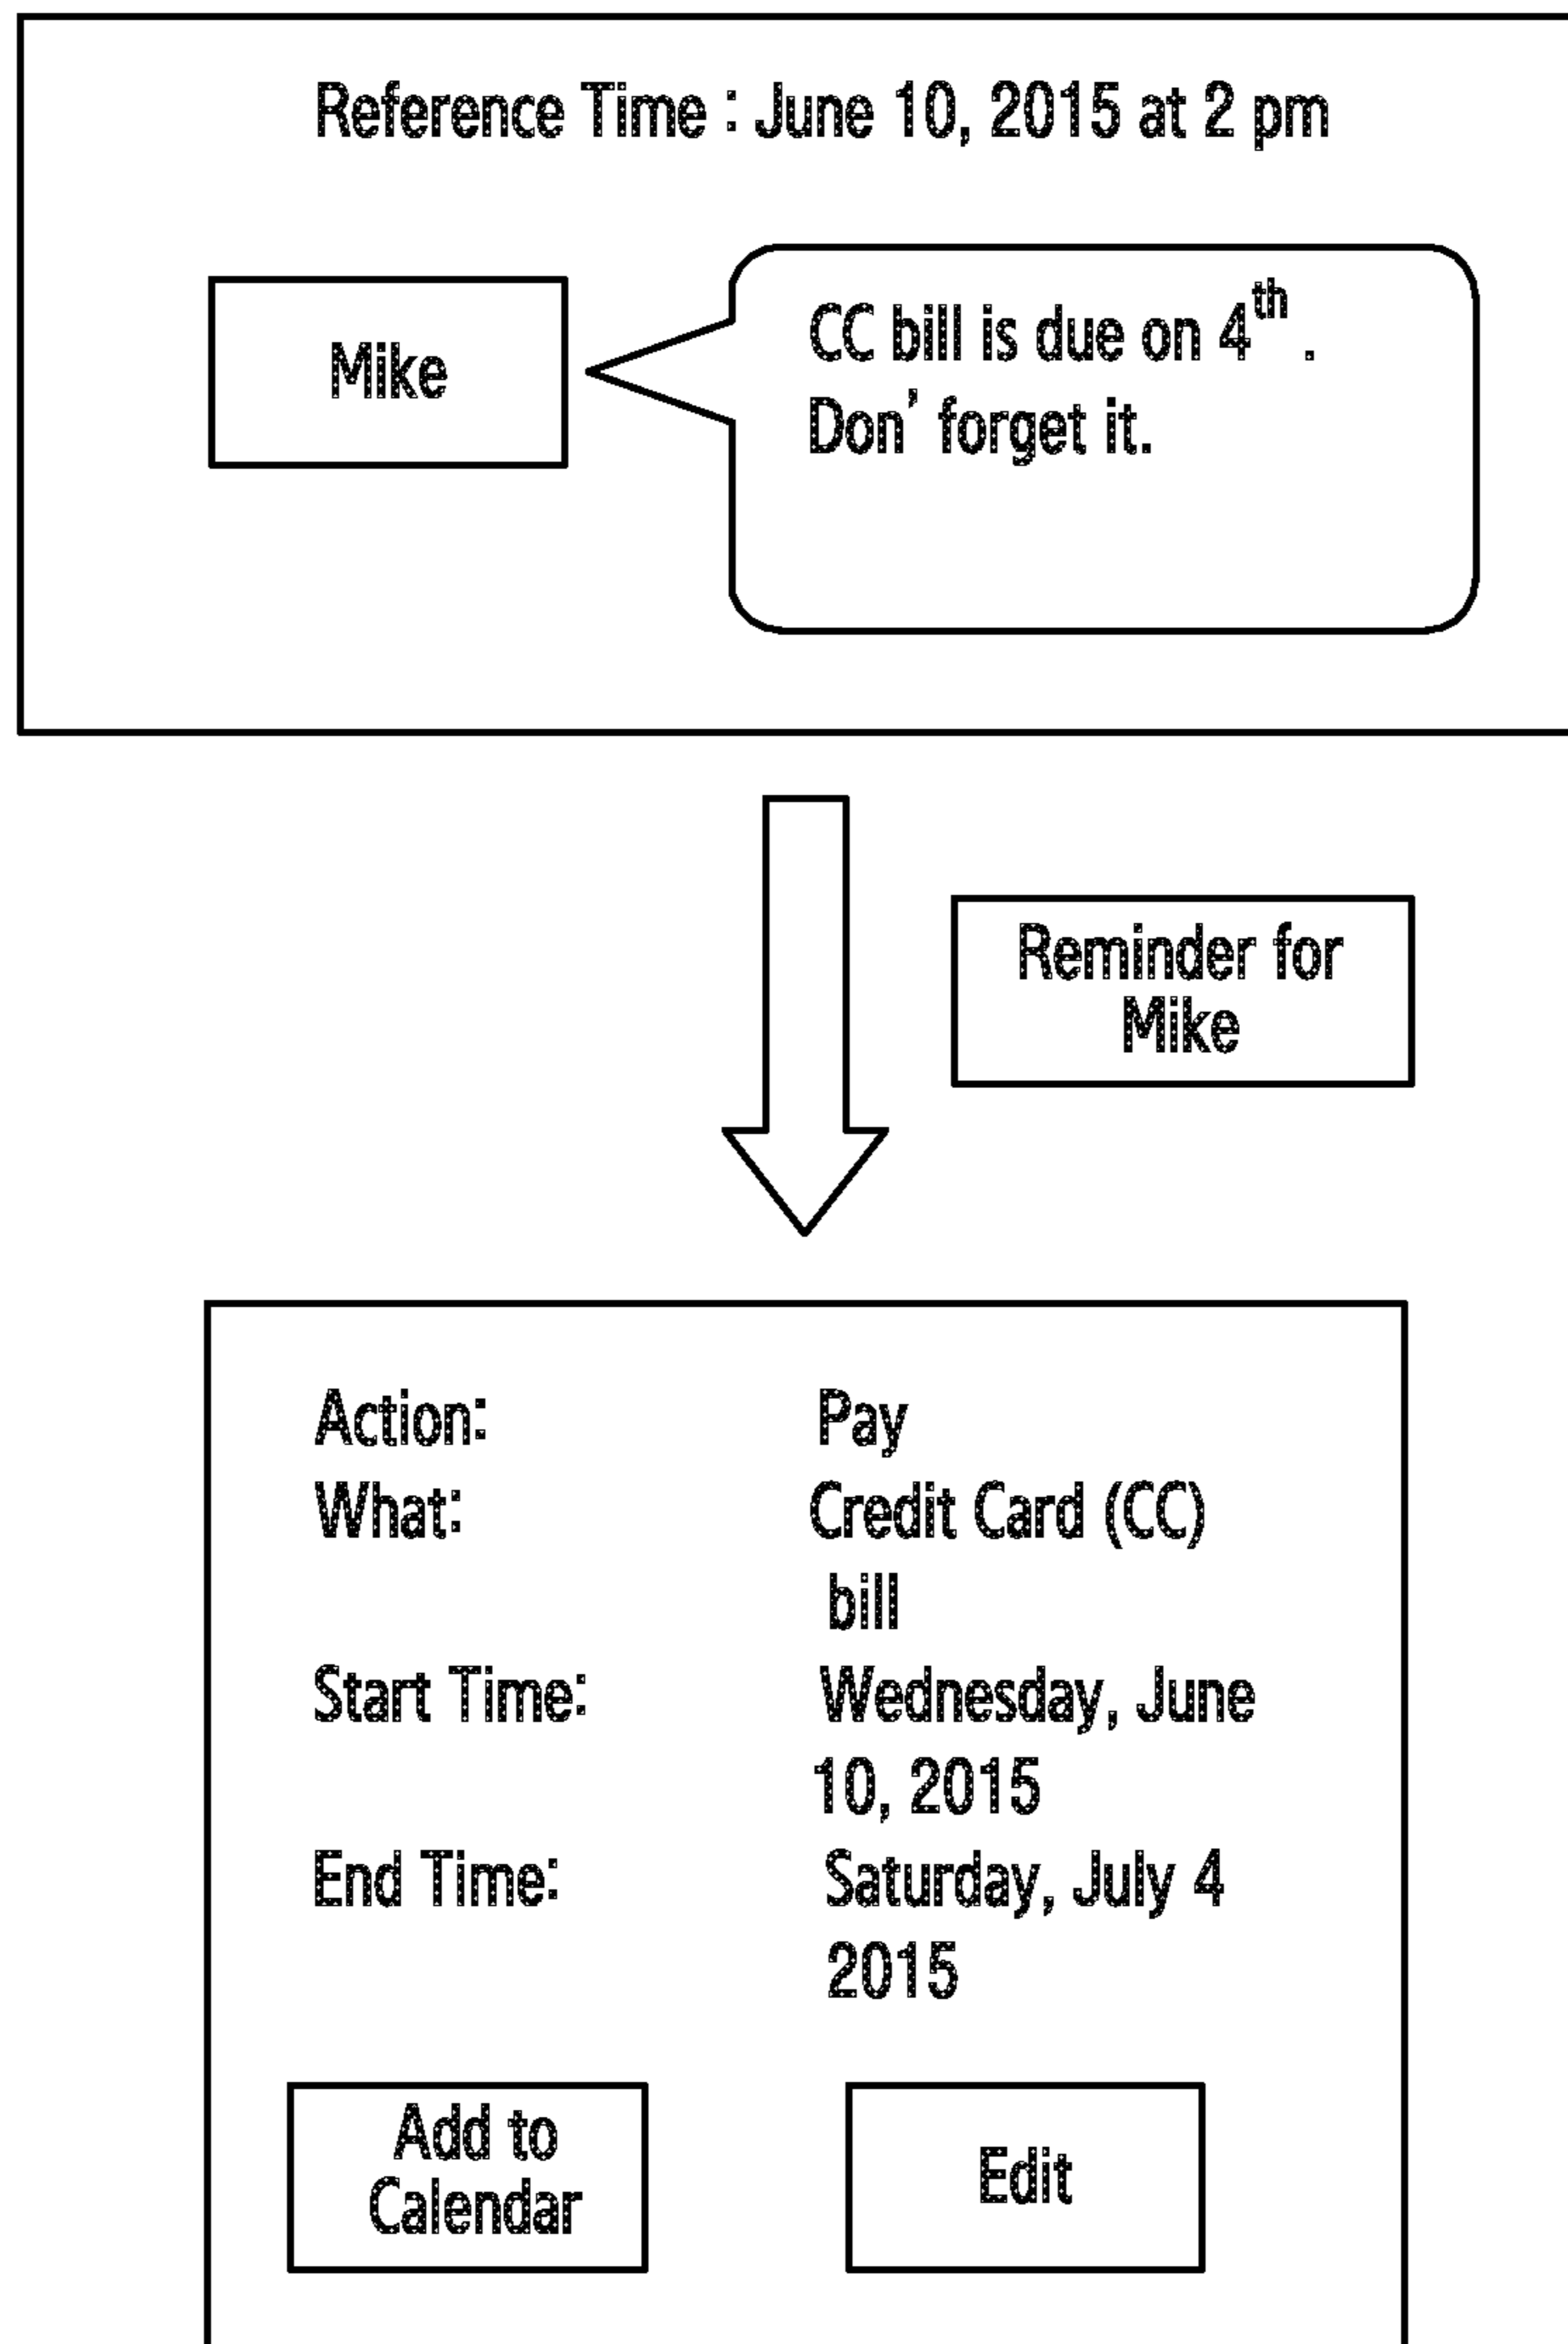 Reference Time : June 10, 2015 at 2 pm
Mike
CC bill is due on 4th .
Don' forget it.
Reminder for
Mike
Action: Pay
What: Credit Card (CC)
bill
Start Time: Wednesday, June
10, 2015
End Time: Saturday, July 4
2015
Add to
Calendar
Edit